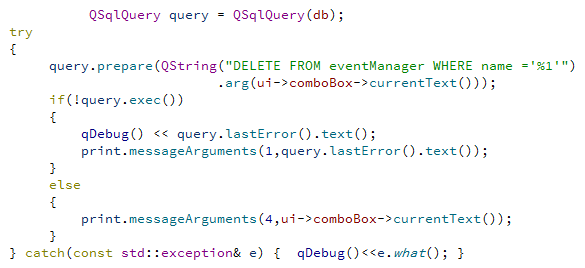 QSqlQuery query = QSqlQuery(db);
try
{
query.prepare(QString("DELETE FROM eventManager WHERE name ='%1'")
.arg(ui->comboBox->currentText()));
if(!query.exec())
{
qDebug() << query.lastError().text();
print.messageArguments(1,query.lastError().text());
}
else
{
print.messageArguments(4,ui->comboBox->currentText());
}
} catch(const std::exception& e) { qDebug()<<e.what(); }